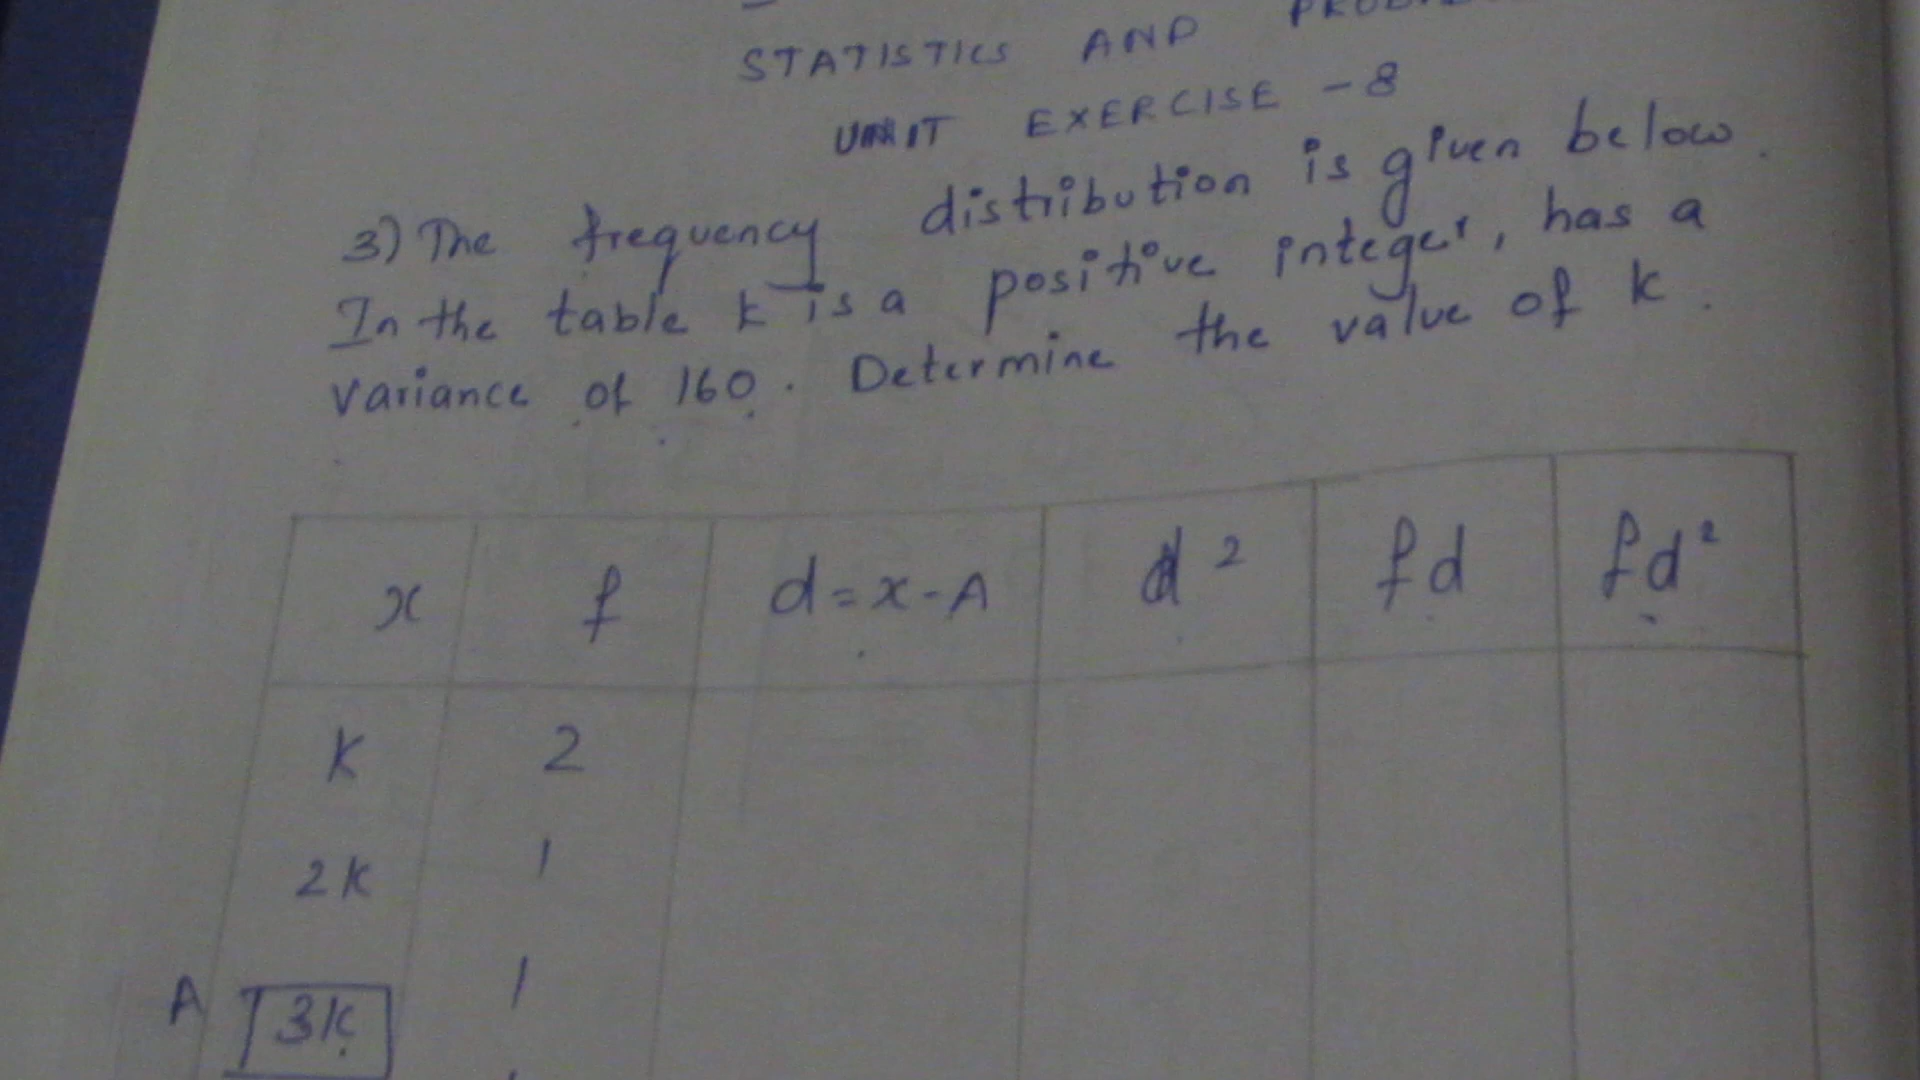 STATISTICS AND
UNIT EXERCISE - 8
3) The frequency distribution is given below.
In the table k is a positive integer, has a
variance of 160. Determine the value of k.
x f d = x - A d² fd fd²
K 2
2K 1
A 3K 1